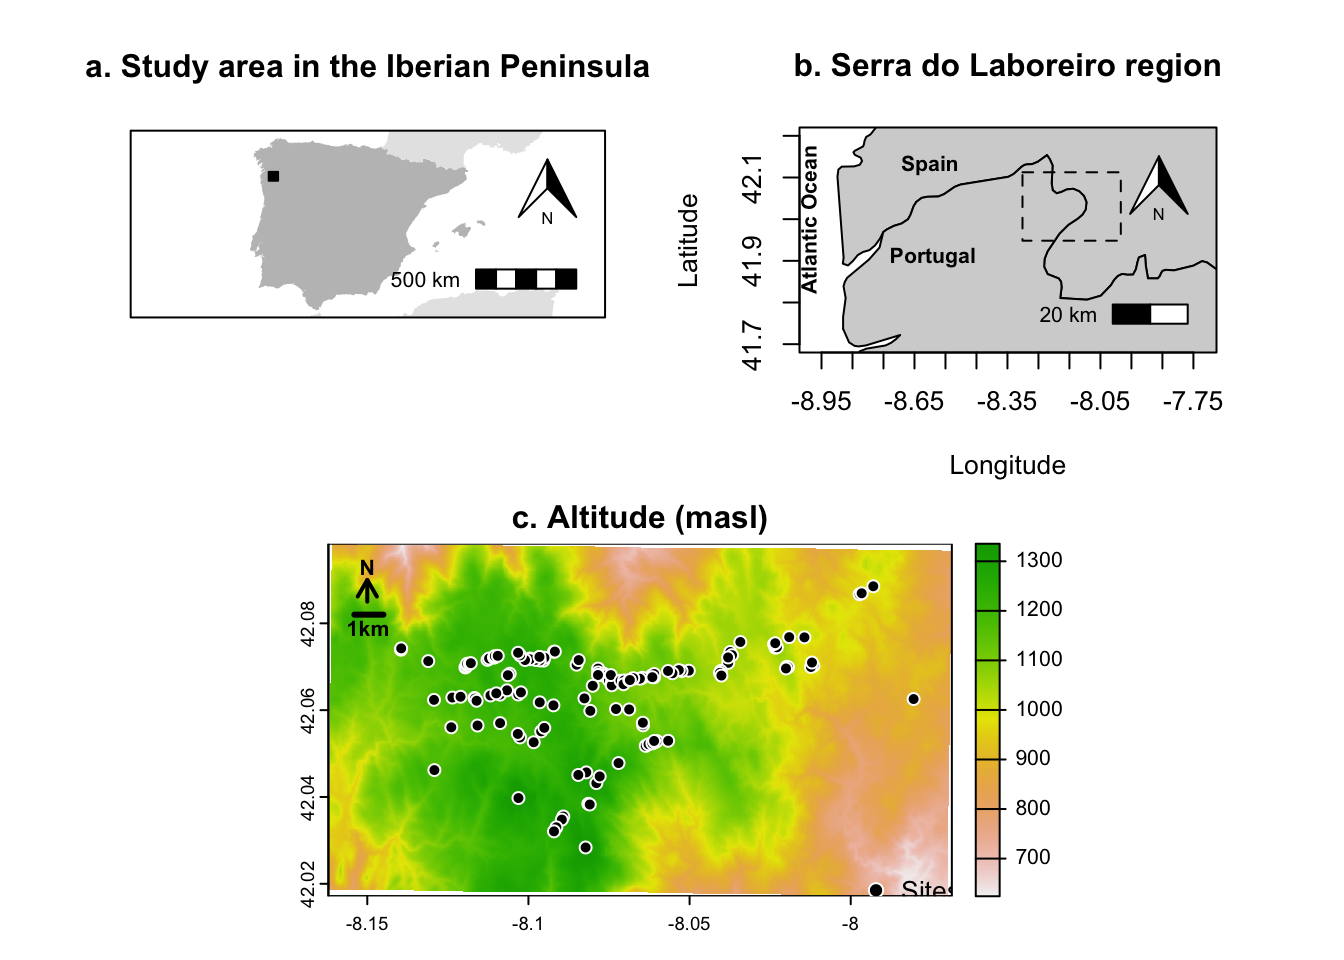 a. Study area in the Iberian Peninsula
N
500 km
b. Serra do Laboreiro region
Latitude
42.1
41.9
41.7
Atlantic Ocean
Spain
Portugal
N
20 km
-8.95
-8.65
-8.35
-8.05
-7.75
Longitude
c. Altitude (masl)
N
1km
42.08
42.06
42.04
42.02
-8.15
-8.1
-8.05
-8
Sites
1300
1200
1100
1000
900
800
700